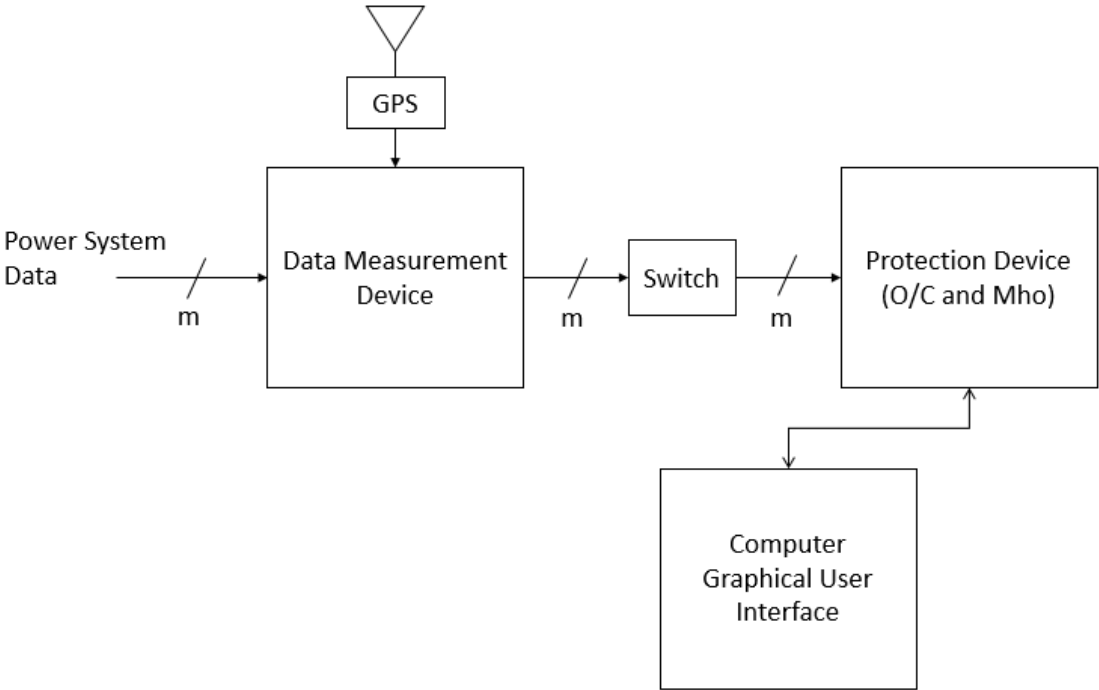 GPS
Power System
Data
m
Data Measurement
Device
m
Switch
m
Protection Device
(O/C and Mho)
Computer
Graphical User
Interface